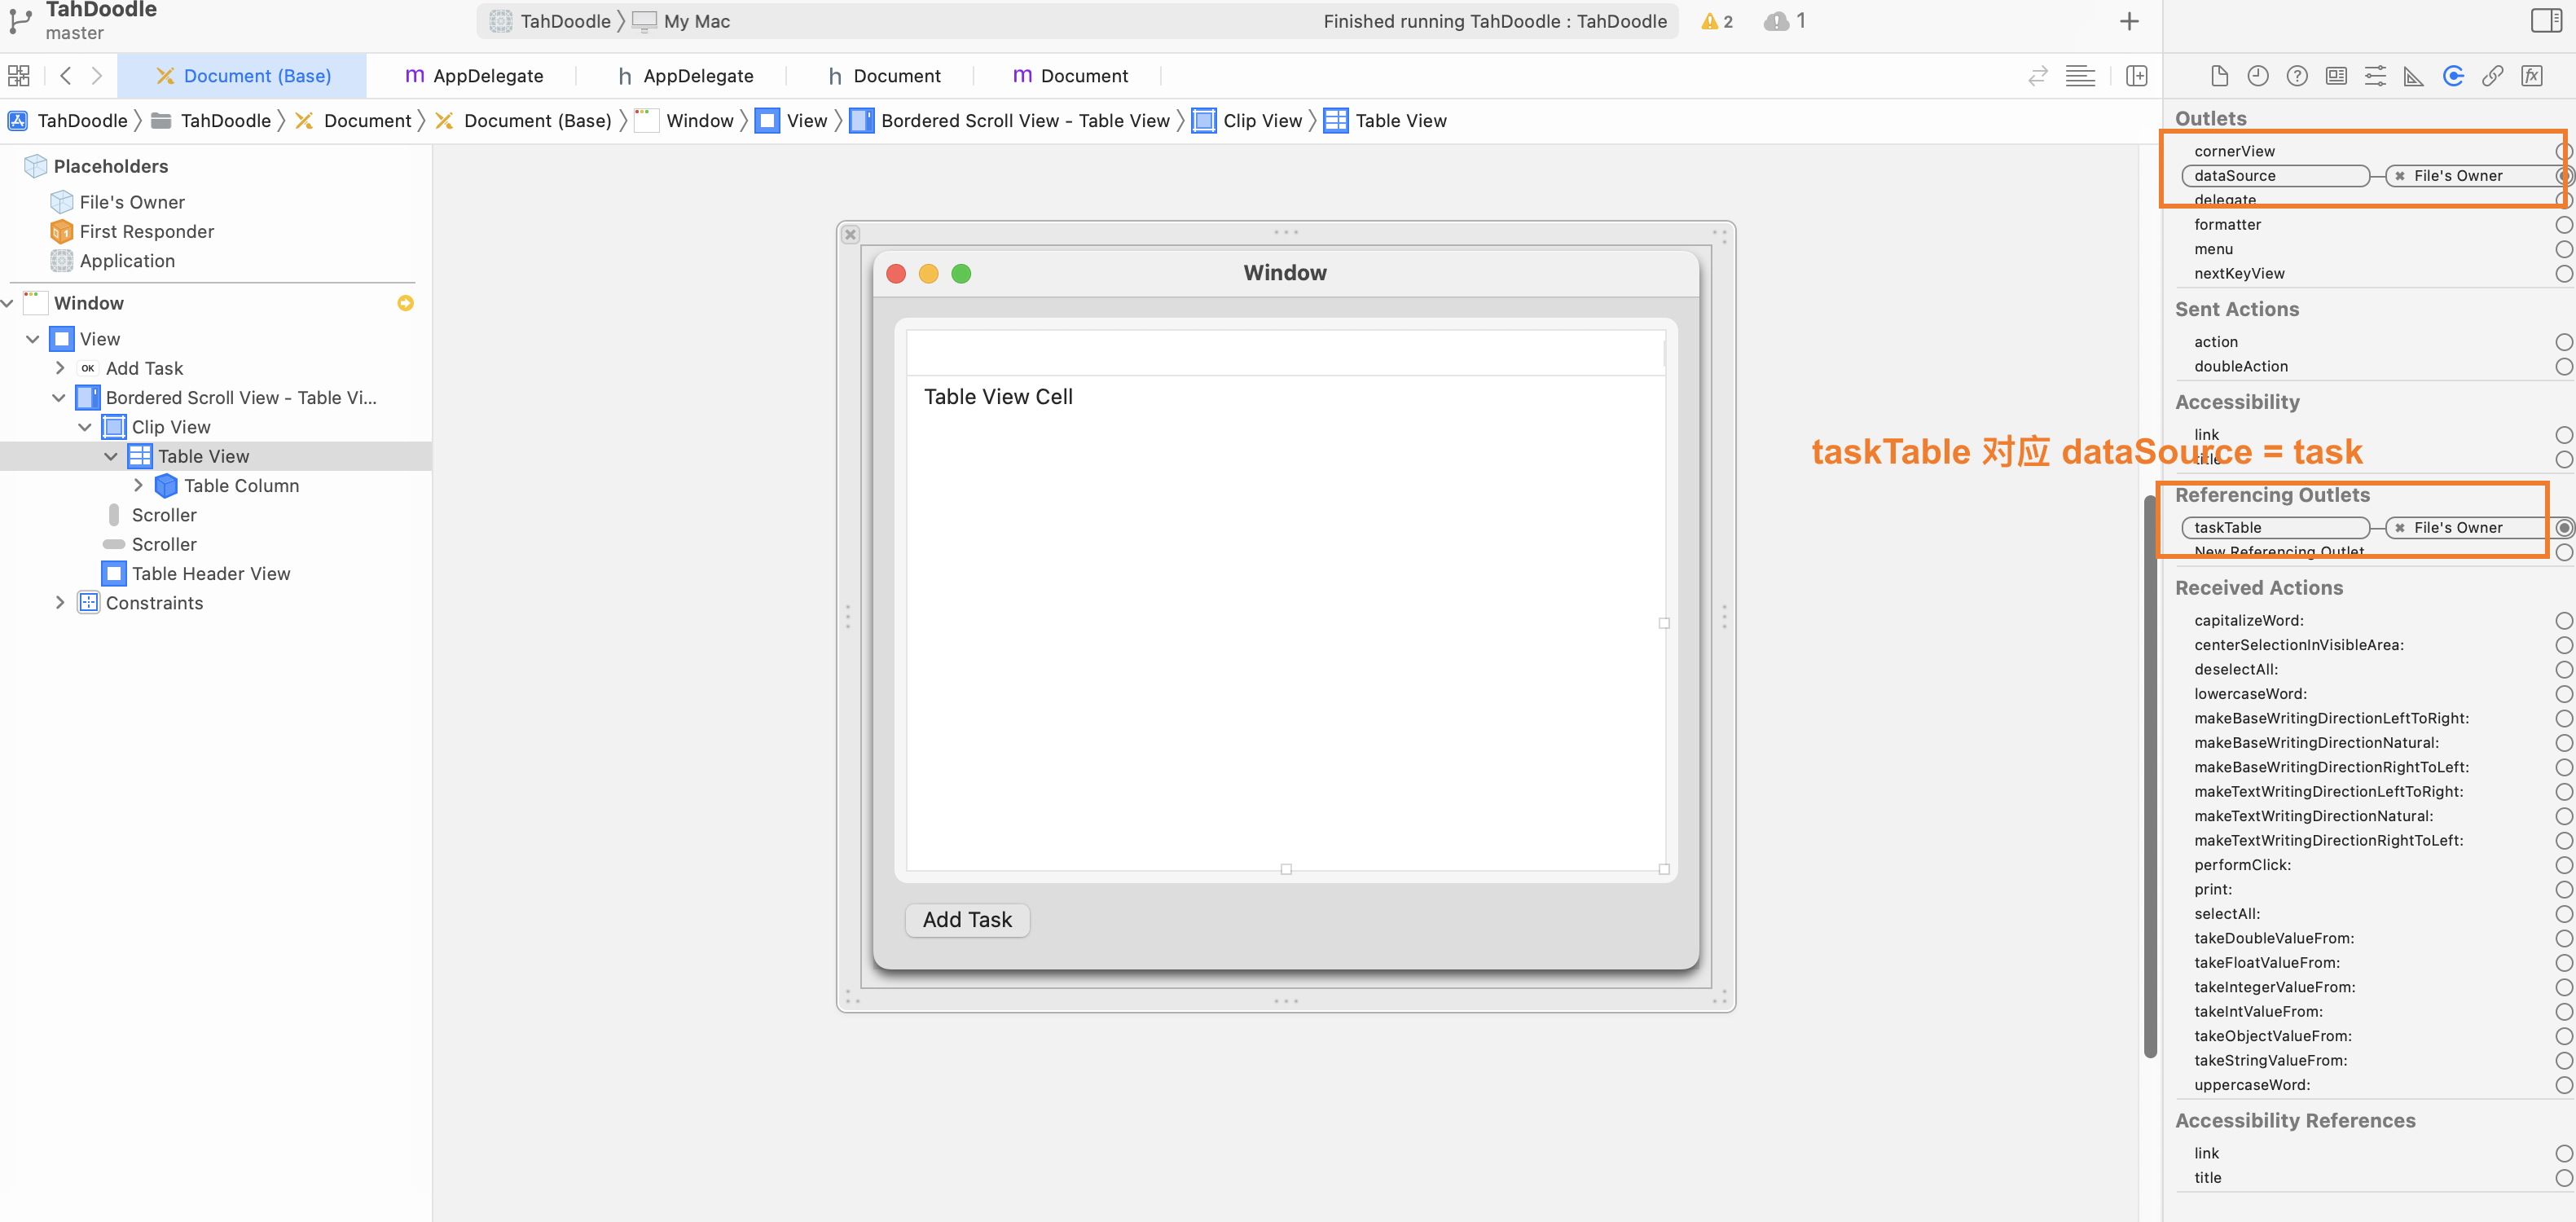 TahDoodle
master
TahDoodle My Mac
Finished running TahDoodle : TahDoodle
2
1
Document (Base)
m AppDelegate
h AppDelegate
h Document
m Document
TahDoodle TahDoodle Document Document (Base) Window View Bordered Scroll View - Table View Clip View Table View
Placeholders
File's Owner
First Responder
Application
Window
View
OK Add Task
Bordered Scroll View - Table Vi...
Clip View
Table View
Table Column
Scroller
Scroller
Table Header View
Constraints
Window
Table View Cell
Add Task
taskTable 对应 dataSource = task
Outlets
cornerView
dataSource File's Owner
delegate
formatter
menu
nextKeyView
Sent Actions
action
doubleAction
Accessibility
link
title
Referencing Outlets
taskTable File's Owner
New Referencing Outlet
Received Actions
capitalizeWord:
centerSelectionInVisibleArea:
deselectAll:
lowercaseWord:
makeBaseWritingDirectionLeftToRight:
makeBaseWritingDirectionNatural:
makeBaseWritingDirectionRightToLeft:
makeTextWritingDirectionLeftToRight:
makeTextWritingDirectionNatural:
makeTextWritingDirectionRightToLeft:
performClick:
print:
selectAll:
takeDoubleValueFrom:
takeFloatValueFrom:
takeIntegerValueFrom:
takeIntValueFrom:
takeObjectValueFrom:
takeStringValueFrom:
uppercaseWord:
Accessibility References
link
title